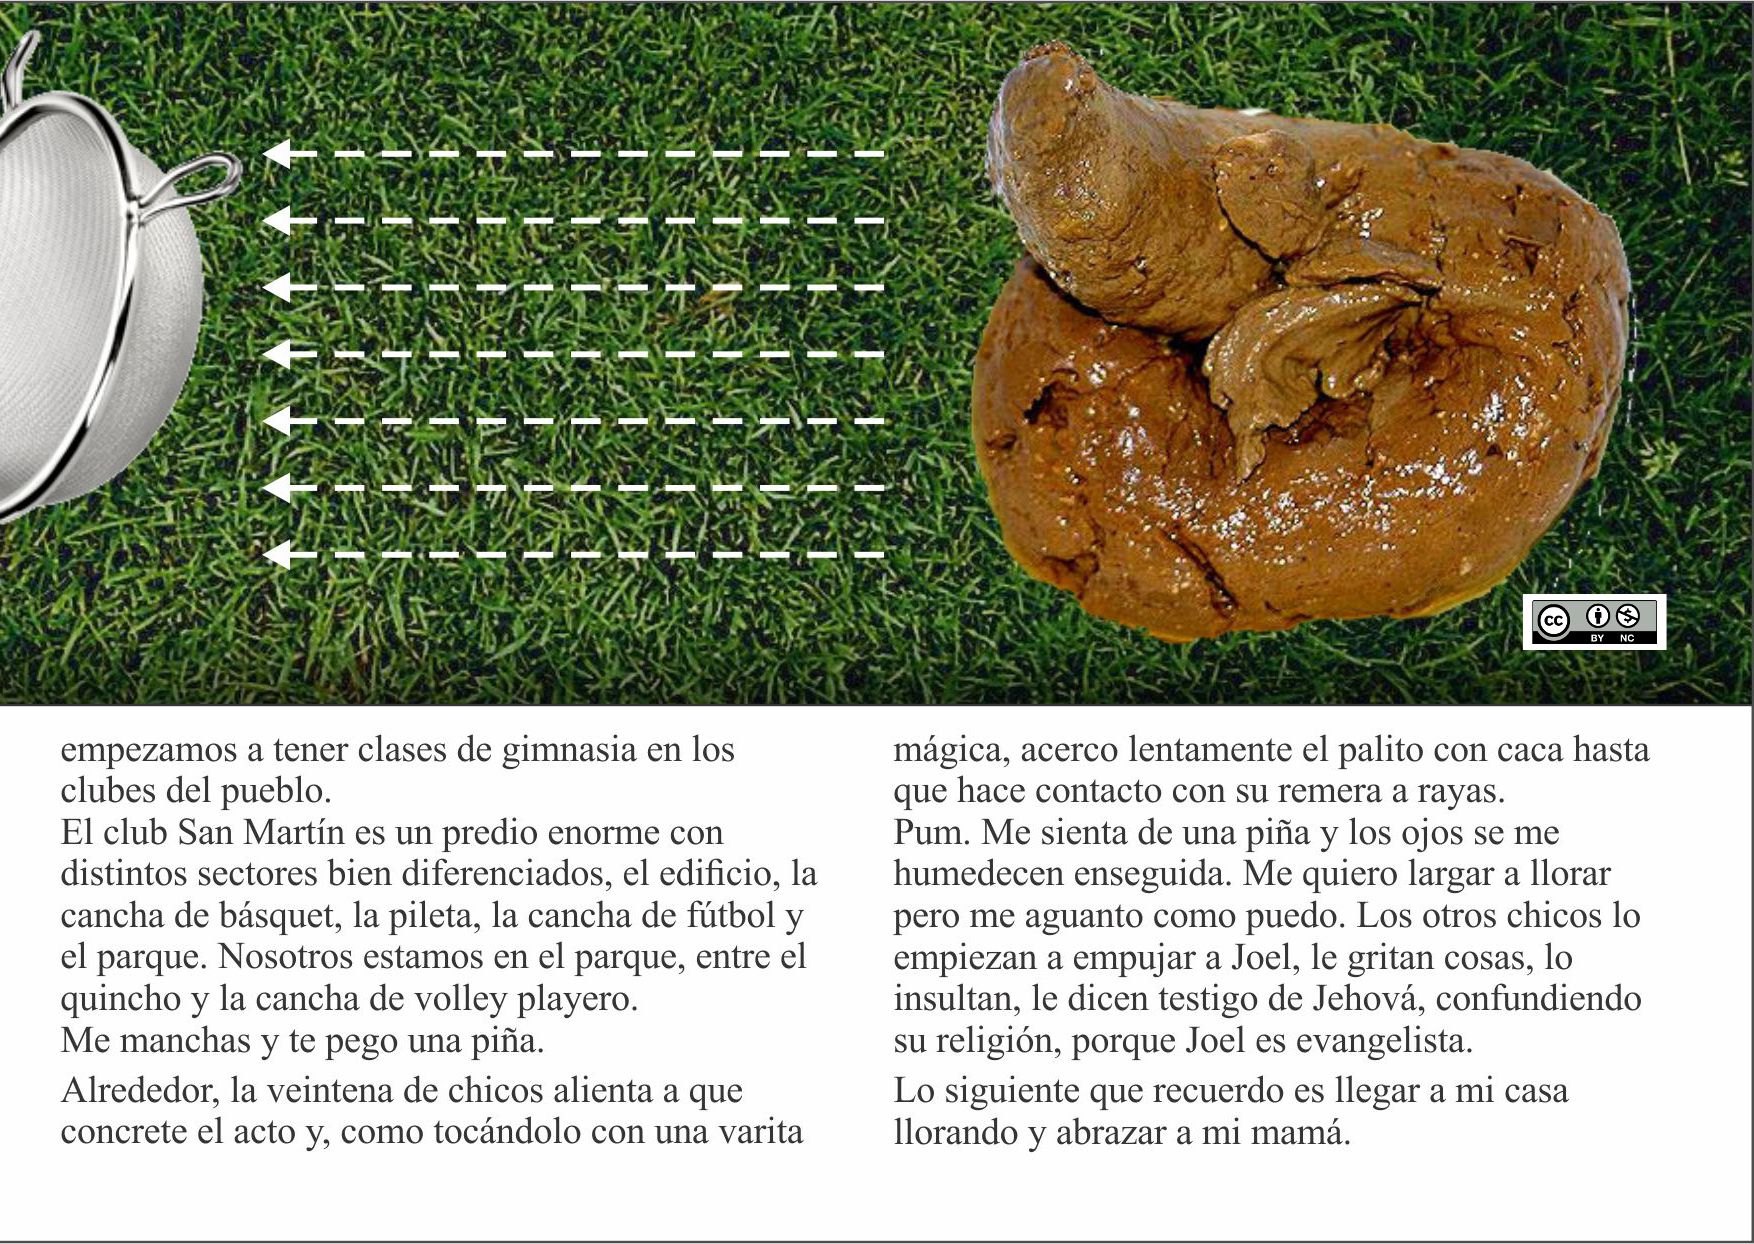 cc
BY NC
empezamos a tener clases de gimnasia en los
clubes del pueblo.
El club San Martín es un predio enorme con
distintos sectores bien diferenciados, el edificio, la
cancha de básquet, la pileta, la cancha de fútbol y
el parque. Nosotros estamos en el parque, entre el
quincho y la cancha de volley playero.
Me manchas y te pego una piña.
Alrededor, la veintena de chicos alienta a que
concrete el acto y, como tocándolo con una varita
mágica, acerco lentamente el palito con caca hasta
que hace contacto con su remera a rayas.
Pum. Me sienta de una piña y los ojos se me
humedecen enseguida. Me quiero largar a llorar
pero me aguanto como puedo. Los otros chicos lo
empiezan a empujar a Joel, le gritan cosas, lo
insultan, le dicen testigo de Jehová, confundiendo
su religión, porque Joel es evangelista.
Lo siguiente que recuerdo es llegar a mi casa
llorando y abrazar a mi mamá.